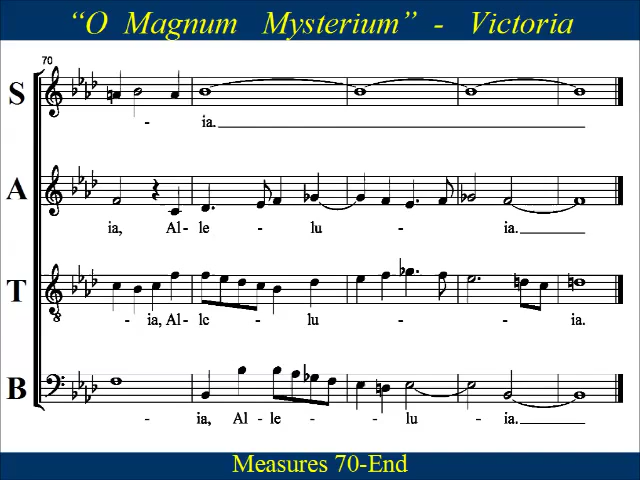 “O Magnum Mysterium” - Victoria
70
S
- ia.
A
ia, Al- le - lu - ia.
T
8
- ia, Al- le - lu - - ia.
B
- ia, Al - le - - lu - ia.
Measures 70-End